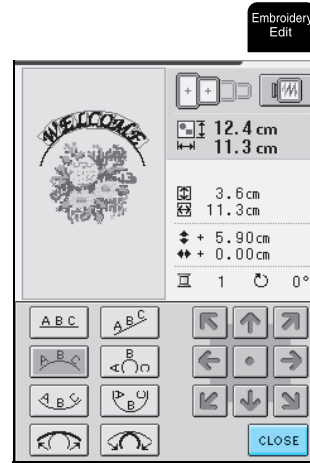 Embroidery
Edit
WELCOME
12.4 cm
11.3 cm
3.6cm
11.3cm
+ 5.90cm
+ 0.00cm
1 0°
ABC ABC
ABC ABC
ABC ABC
CLOSE